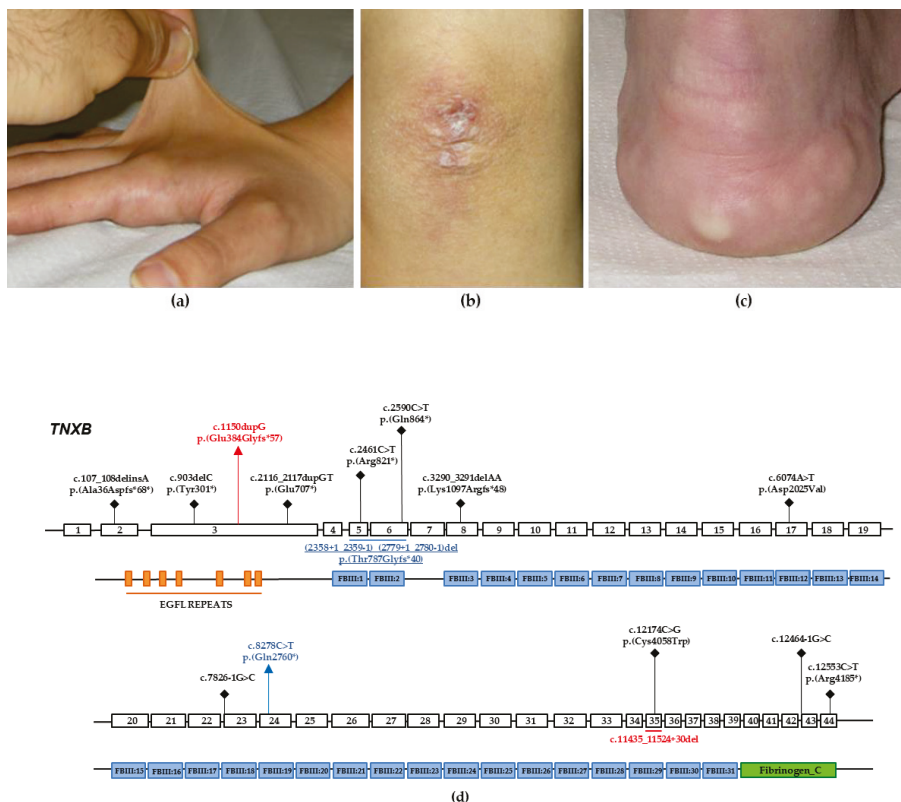 (a) (b) (c)
TNXB
c.2590C>T
p.(Gln864*)
c.1150dupG
p.(Glu384Glyfs*57)
c.2461C>T
p.(Arg821*)
c.107_108delinsA
p.(Ala36Aspfs*68*)
c.903delC
p.(Tyr301*)
c.2116_2117dupGT
p.(Glu707*)
c.3290_3291delAA
p.(Lys1097Argfs*48)
c.6074A>T
p.(Asp2025Val)
1 2 3 4 5 6 7 8 9 10 11 12 13 14 15 16 17 18 19
(2358+1_2359-1)_(2779+1_2780-1)del
p.(Thr787Glyfs*40)
FBIII:1 FBIII:2 FBIII:3 FBIII:4 FBIII:5 FBIII:6 FBIII:7 FBIII:8 FBIII:9 FBIII:10 FBIII:11 FBIII:12 FBIII:13 FBIII:14
EGFL REPEATS
c.8278C>T
p.(Gln2760*)
c.7826-1G>C
c.12174C>G
p.(Cys4058Trp)
c.12464-1G>C
c.12553C>T
p.(Arg4185*)
20 21 22 23 24 25 26 27 28 29 30 31 32 33 34 35 36 37 38 39 40 41 42 43 44
c.11435_11524+30del
FBIII:15 FBIII:16 FBIII:17 FBIII:18 FBIII:19 FBIII:20 FBIII:21 FBIII:22 FBIII:23 FBIII:24 FBIII:25 FBIII:26 FBIII:27 FBIII:28 FBIII:29 FBIII:30 FBIII:31 Fibrinogen_C
(d)